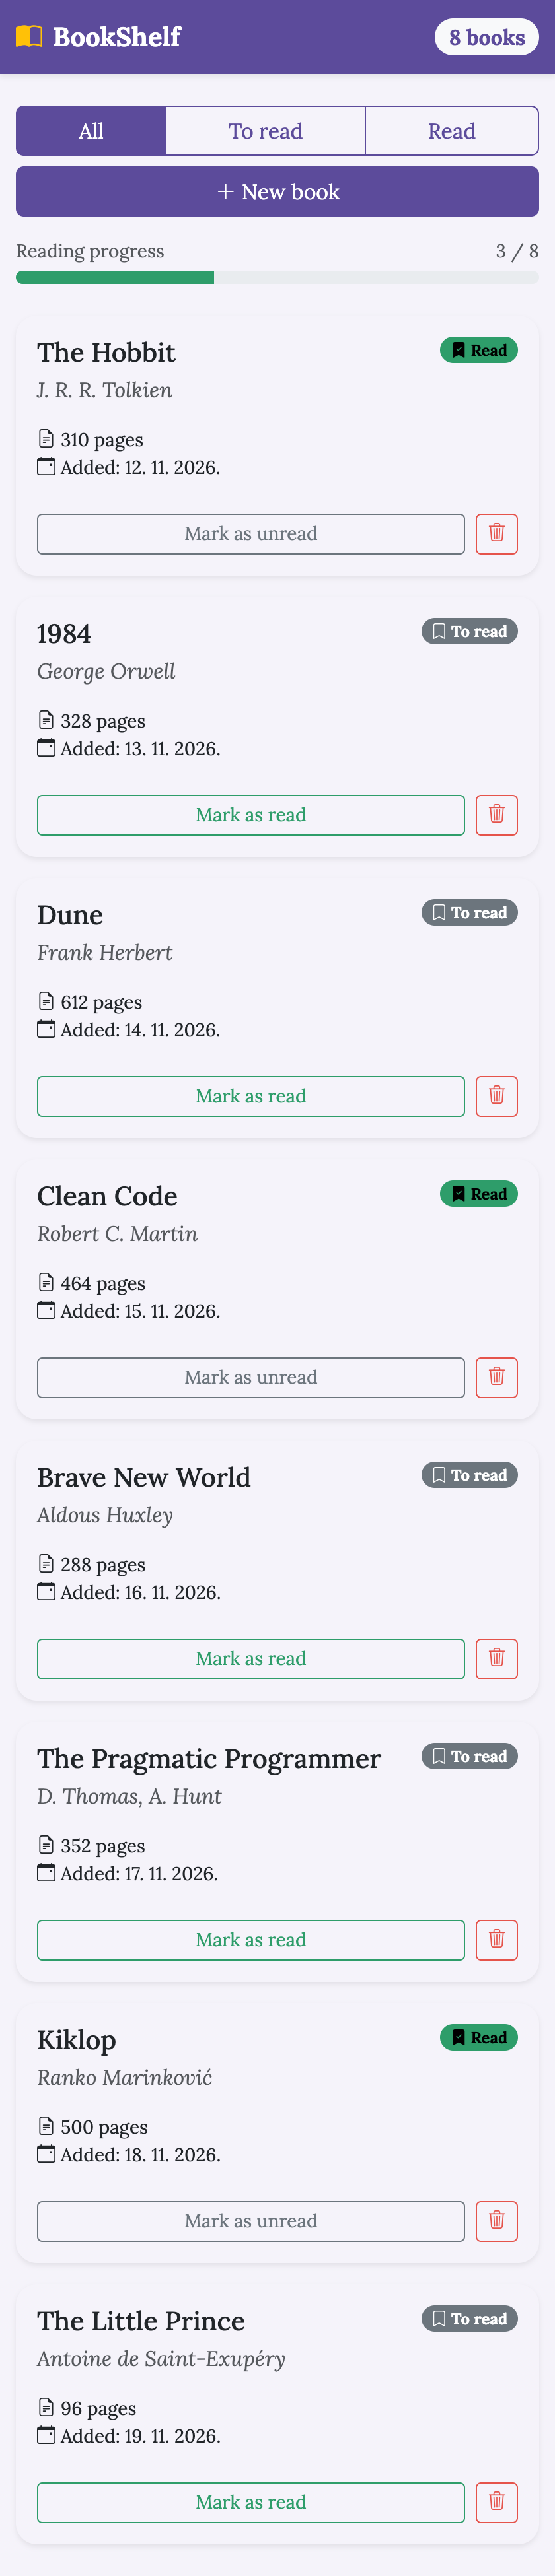 BookShelf
8 books
All
To read
Read
+ New book
Reading progress
3 / 8
The Hobbit
Read
J. R. R. Tolkien
310 pages
Added: 12. 11. 2026.
Mark as unread
1984
To read
George Orwell
328 pages
Added: 13. 11. 2026.
Mark as read
Dune
To read
Frank Herbert
612 pages
Added: 14. 11. 2026.
Mark as read
Clean Code
Read
Robert C. Martin
464 pages
Added: 15. 11. 2026.
Mark as unread
Brave New World
To read
Aldous Huxley
288 pages
Added: 16. 11. 2026.
Mark as read
The Pragmatic Programmer
To read
D. Thomas, A. Hunt
352 pages
Added: 17. 11. 2026.
Mark as read
Kiklop
Read
Ranko Marinković
500 pages
Added: 18. 11. 2026.
Mark as unread
The Little Prince
To read
Antoine de Saint-Exupéry
96 pages
Added: 19. 11. 2026.
Mark as read